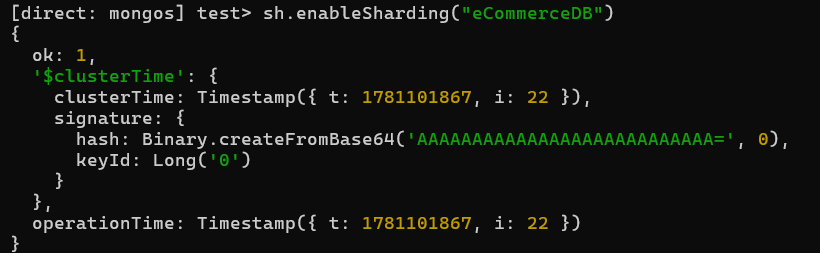 [direct: mongos] test> sh.enableSharding("eCommerceDB")
{
  ok: 1,
  '$clusterTime': {
    clusterTime: Timestamp({ t: 1781101867, i: 22 }),
    signature: {
      hash: Binary.createFromBase64('AAAAAAAAAAAAAAAAAAAAAAAAAAA=', 0),
      keyId: Long('0')
    }
  },
  operationTime: Timestamp({ t: 1781101867, i: 22 })
}